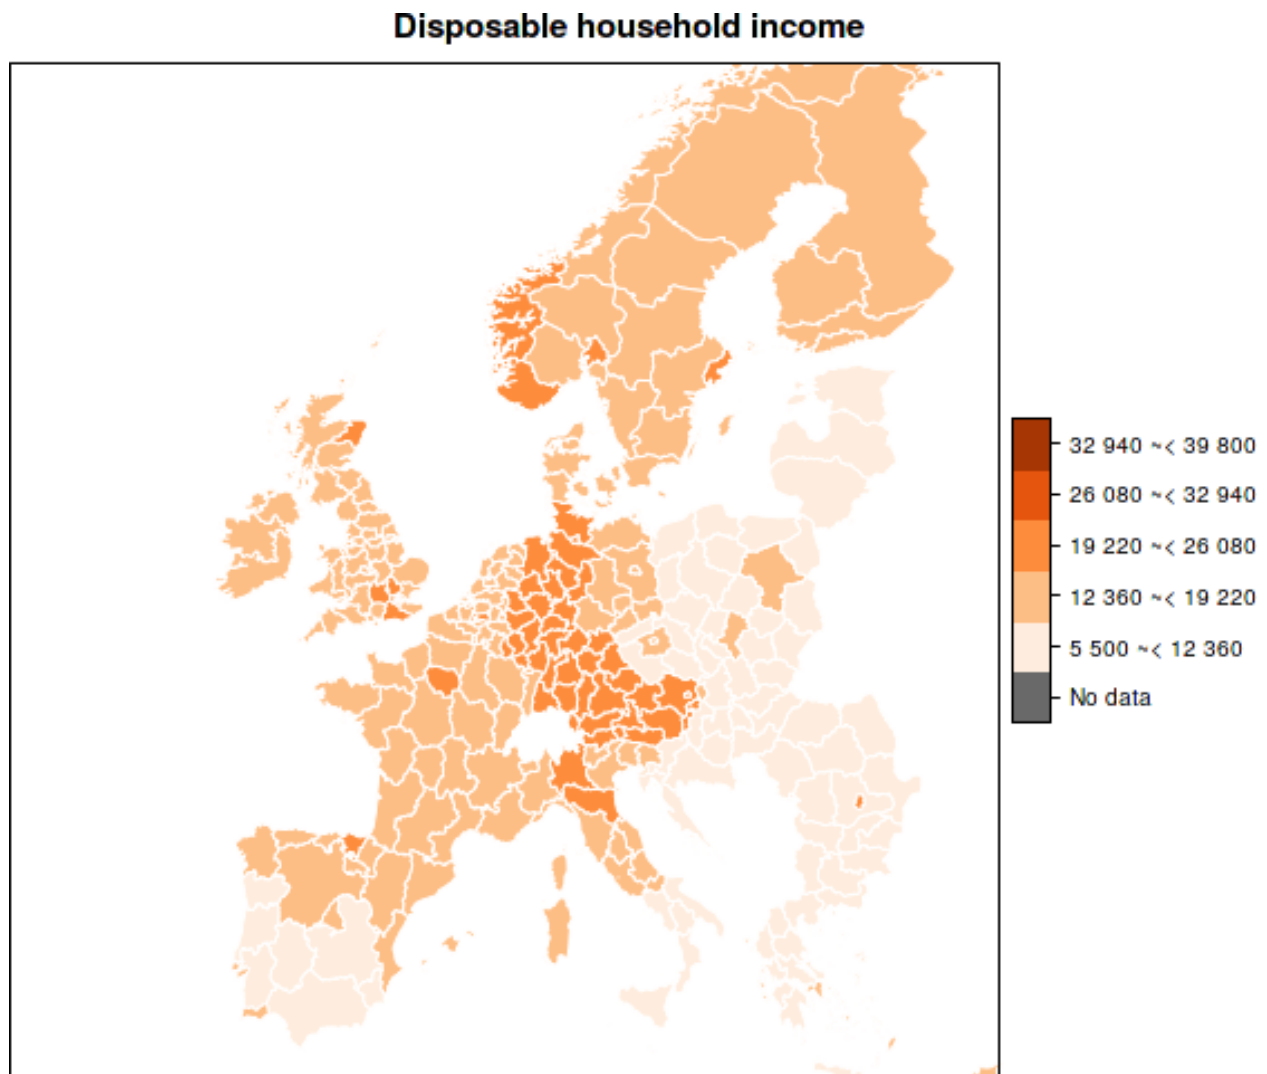 Disposable household income
32 940 ~< 39 800
26 080 ~< 32 940
19 220 ~< 26 080
12 360 ~< 19 220
5 500 ~< 12 360
No data